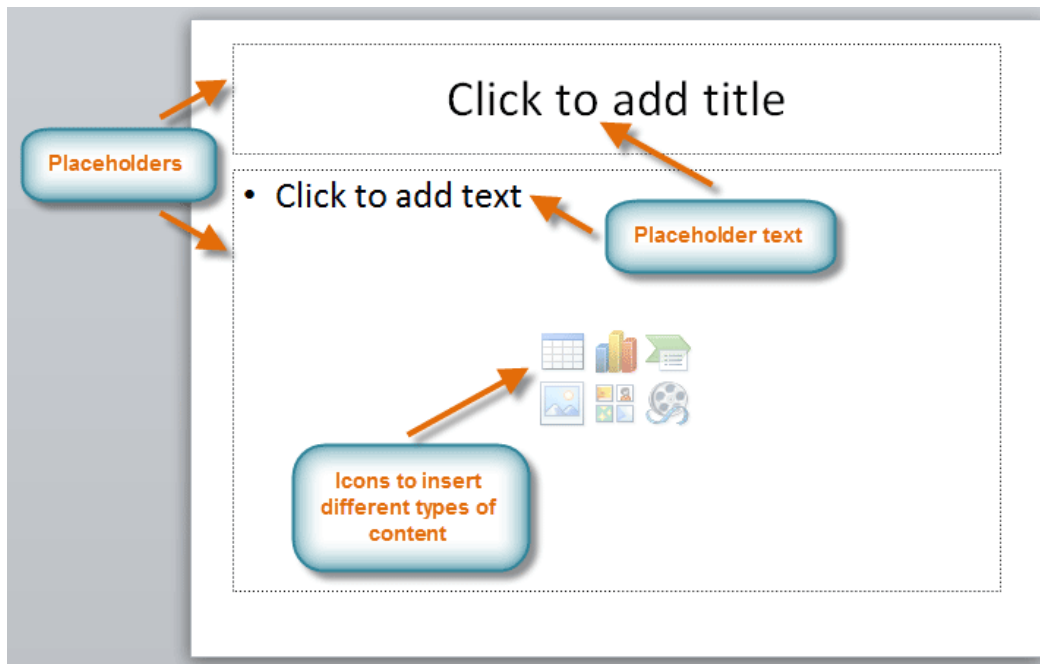 Click to add title
Placeholders
• Click to add text
Placeholder text
Icons to insert
different types of
content